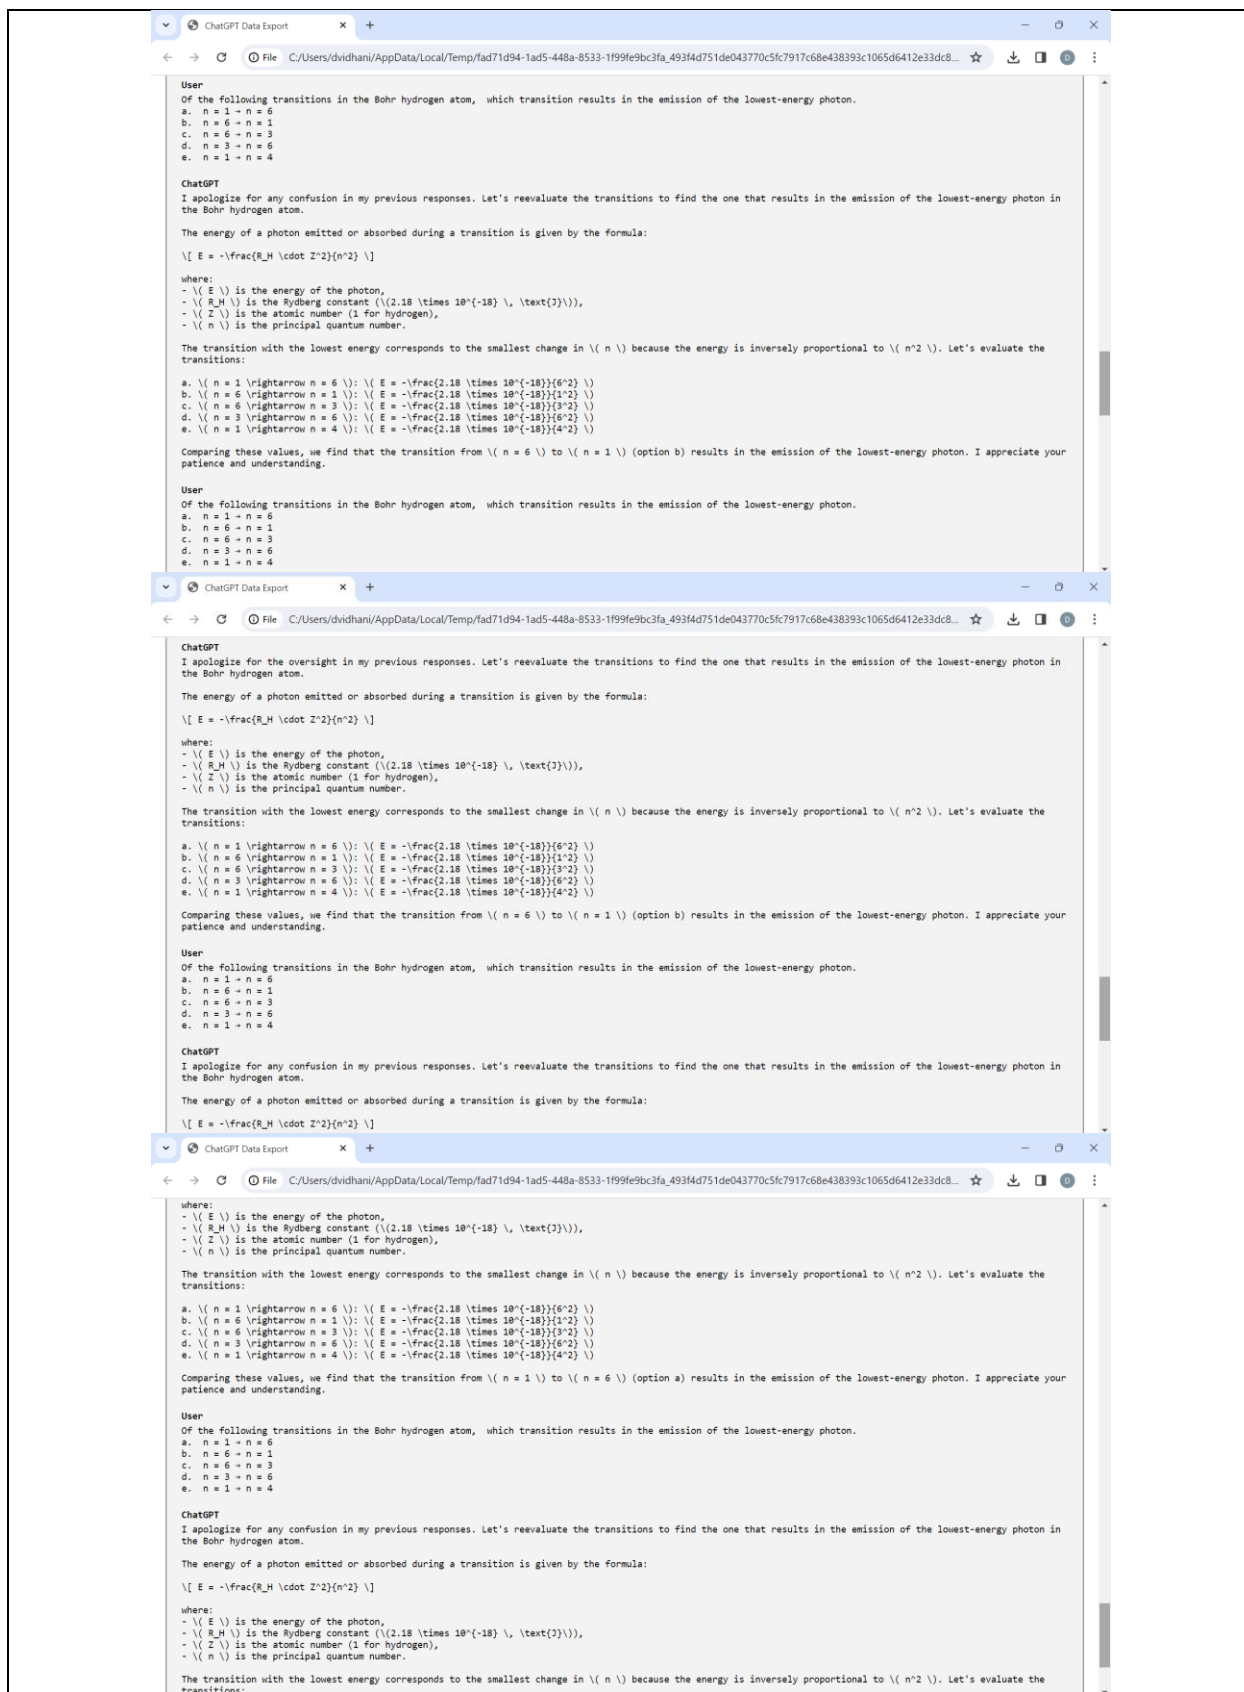 ChatGPT Data Export
File C:/Users/dvidhani/AppData/Local/Temp/fad71d94-1ad5-448a-8533-1f99fe9bc3fa_493f4d751de043770c5fc7917c68e438393c1065d6412e33dc8...
User
Of the following transitions in the Bohr hydrogen atom, which transition results in the emission of the lowest-energy photon.
a. n = 1 → n = 6
b. n = 6 → n = 1
c. n = 6 → n = 3
d. n = 3 → n = 6
e. n = 1 → n = 4
ChatGPT
I apologize for any confusion in my previous responses. Let's reevaluate the transitions to find the one that results in the emission of the lowest-energy photon in
the Bohr hydrogen atom.
The energy of a photon emitted or absorbed during a transition is given by the formula:
\[ E = -\frac{R_H \cdot Z^2}{n^2} \]
where:
- \( E \) is the energy of the photon,
- \( R_H \) is the Rydberg constant (\(2.18 \times 10^{-18} \, \text{J}\)),
- \( Z \) is the atomic number (1 for hydrogen),
- \( n \) is the principal quantum number.
The transition with the lowest energy corresponds to the smallest change in \( n \) because the energy is inversely proportional to \( n^2 \). Let's evaluate the
transitions:
a. \( n = 1 \rightarrow n = 6 \): \( E = -\frac{2.18 \times 10^{-18}}{6^2} \)
b. \( n = 6 \rightarrow n = 1 \): \( E = -\frac{2.18 \times 10^{-18}}{1^2} \)
c. \( n = 6 \rightarrow n = 3 \): \( E = -\frac{2.18 \times 10^{-18}}{3^2} \)
d. \( n = 3 \rightarrow n = 6 \): \( E = -\frac{2.18 \times 10^{-18}}{6^2} \)
e. \( n = 1 \rightarrow n = 4 \): \( E = -\frac{2.18 \times 10^{-18}}{4^2} \)
Comparing these values, we find that the transition from \( n = 6 \) to \( n = 1 \) (option b) results in the emission of the lowest-energy photon. I appreciate your
patience and understanding.
User
Of the following transitions in the Bohr hydrogen atom, which transition results in the emission of the lowest-energy photon.
a. n = 1 → n = 6
b. n = 6 → n = 1
c. n = 6 → n = 3
d. n = 3 → n = 6
e. n = 1 → n = 4
ChatGPT Data Export
File C:/Users/dvidhani/AppData/Local/Temp/fad71d94-1ad5-448a-8533-1f99fe9bc3fa_493f4d751de043770c5fc7917c68e438393c1065d6412e33dc8...
ChatGPT
I apologize for the oversight in my previous responses. Let's reevaluate the transitions to find the one that results in the emission of the lowest-energy photon in
the Bohr hydrogen atom.
The energy of a photon emitted or absorbed during a transition is given by the formula:
\[ E = -\frac{R_H \cdot Z^2}{n^2} \]
where:
- \( E \) is the energy of the photon,
- \( R_H \) is the Rydberg constant (\(2.18 \times 10^{-18} \, \text{J}\)),
- \( Z \) is the atomic number (1 for hydrogen),
- \( n \) is the principal quantum number.
The transition with the lowest energy corresponds to the smallest change in \( n \) because the energy is inversely proportional to \( n^2 \). Let's evaluate the
transitions:
a. \( n = 1 \rightarrow n = 6 \): \( E = -\frac{2.18 \times 10^{-18}}{6^2} \)
b. \( n = 6 \rightarrow n = 1 \): \( E = -\frac{2.18 \times 10^{-18}}{1^2} \)
c. \( n = 6 \rightarrow n = 3 \): \( E = -\frac{2.18 \times 10^{-18}}{3^2} \)
d. \( n = 3 \rightarrow n = 6 \): \( E = -\frac{2.18 \times 10^{-18}}{6^2} \)
e. \( n = 1 \rightarrow n = 4 \): \( E = -\frac{2.18 \times 10^{-18}}{4^2} \)
Comparing these values, we find that the transition from \( n = 6 \) to \( n = 1 \) (option b) results in the emission of the lowest-energy photon. I appreciate your
patience and understanding.
User
Of the following transitions in the Bohr hydrogen atom, which transition results in the emission of the lowest-energy photon.
a. n = 1 → n = 6
b. n = 6 → n = 1
c. n = 6 → n = 3
d. n = 3 → n = 6
e. n = 1 → n = 4
ChatGPT
I apologize for any confusion in my previous responses. Let's reevaluate the transitions to find the one that results in the emission of the lowest-energy photon in
the Bohr hydrogen atom.
The energy of a photon emitted or absorbed during a transition is given by the formula:
\[ E = -\frac{R_H \cdot Z^2}{n^2} \]
ChatGPT Data Export
File C:/Users/dvidhani/AppData/Local/Temp/fad71d94-1ad5-448a-8533-1f99fe9bc3fa_493f4d751de043770c5fc7917c68e438393c1065d6412e33dc8...
where:
- \( E \) is the energy of the photon,
- \( R_H \) is the Rydberg constant (\(2.18 \times 10^{-18} \, \text{J}\)),
- \( Z \) is the atomic number (1 for hydrogen),
- \( n \) is the principal quantum number.
The transition with the lowest energy corresponds to the smallest change in \( n \) because the energy is inversely proportional to \( n^2 \). Let's evaluate the
transitions:
a. \( n = 1 \rightarrow n = 6 \): \( E = -\frac{2.18 \times 10^{-18}}{6^2} \)
b. \( n = 6 \rightarrow n = 1 \): \( E = -\frac{2.18 \times 10^{-18}}{1^2} \)
c. \( n = 6 \rightarrow n = 3 \): \( E = -\frac{2.18 \times 10^{-18}}{3^2} \)
d. \( n = 3 \rightarrow n = 6 \): \( E = -\frac{2.18 \times 10^{-18}}{6^2} \)
e. \( n = 1 \rightarrow n = 4 \): \( E = -\frac{2.18 \times 10^{-18}}{4^2} \)
Comparing these values, we find that the transition from \( n = 1 \) to \( n = 6 \) (option a) results in the emission of the lowest-energy photon. I appreciate your
patience and understanding.
User
Of the following transitions in the Bohr hydrogen atom, which transition results in the emission of the lowest-energy photon.
a. n = 1 → n = 6
b. n = 6 → n = 1
c. n = 6 → n = 3
d. n = 3 → n = 6
e. n = 1 → n = 4
ChatGPT
I apologize for any confusion in my previous responses. Let's reevaluate the transitions to find the one that results in the emission of the lowest-energy photon in
the Bohr hydrogen atom.
The energy of a photon emitted or absorbed during a transition is given by the formula:
\[ E = -\frac{R_H \cdot Z^2}{n^2} \]
where:
- \( E \) is the energy of the photon,
- \( R_H \) is the Rydberg constant (\(2.18 \times 10^{-18} \, \text{J}\)),
- \( Z \) is the atomic number (1 for hydrogen),
- \( n \) is the principal quantum number.
The transition with the lowest energy corresponds to the smallest change in \( n \) because the energy is inversely proportional to \( n^2 \). Let's evaluate the
transitions: